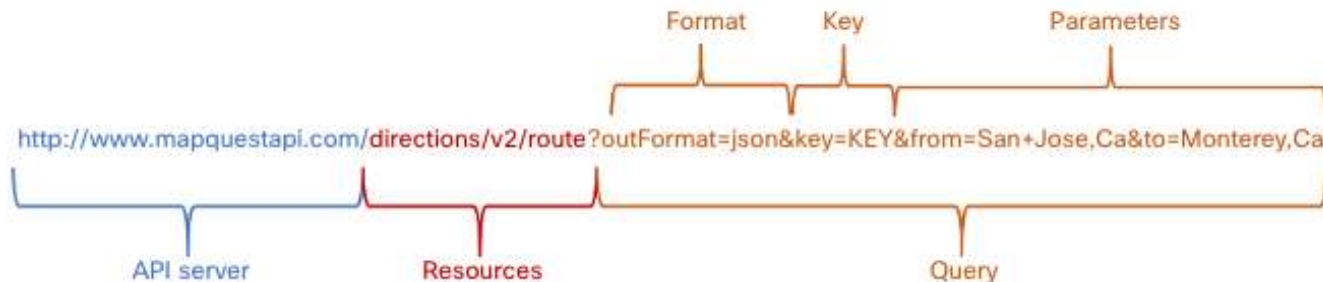 Format Key Parameters
http://www.mapquestapi.com/directions/v2/route?outFormat=json&key=KEY&from=San+Jose,Ca&to=Monterey,Ca
API server Resources Query